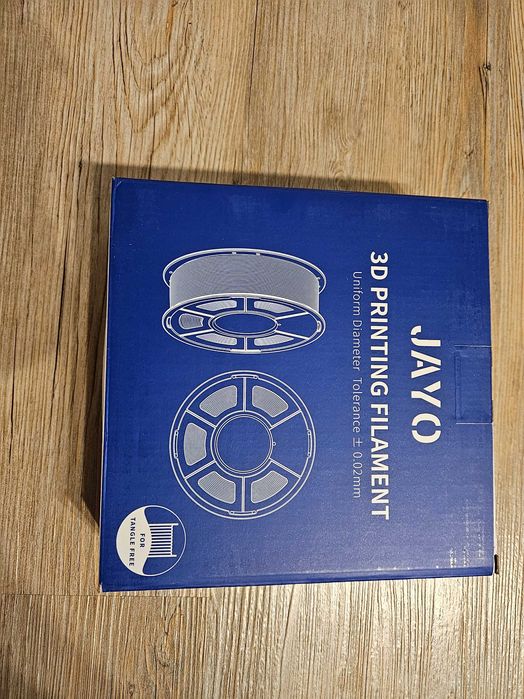 JAYO
3D PRINTING FILAMENT
Uniform Diameter Tolerance ± 0.02mm
FOR
TANGLE FREE